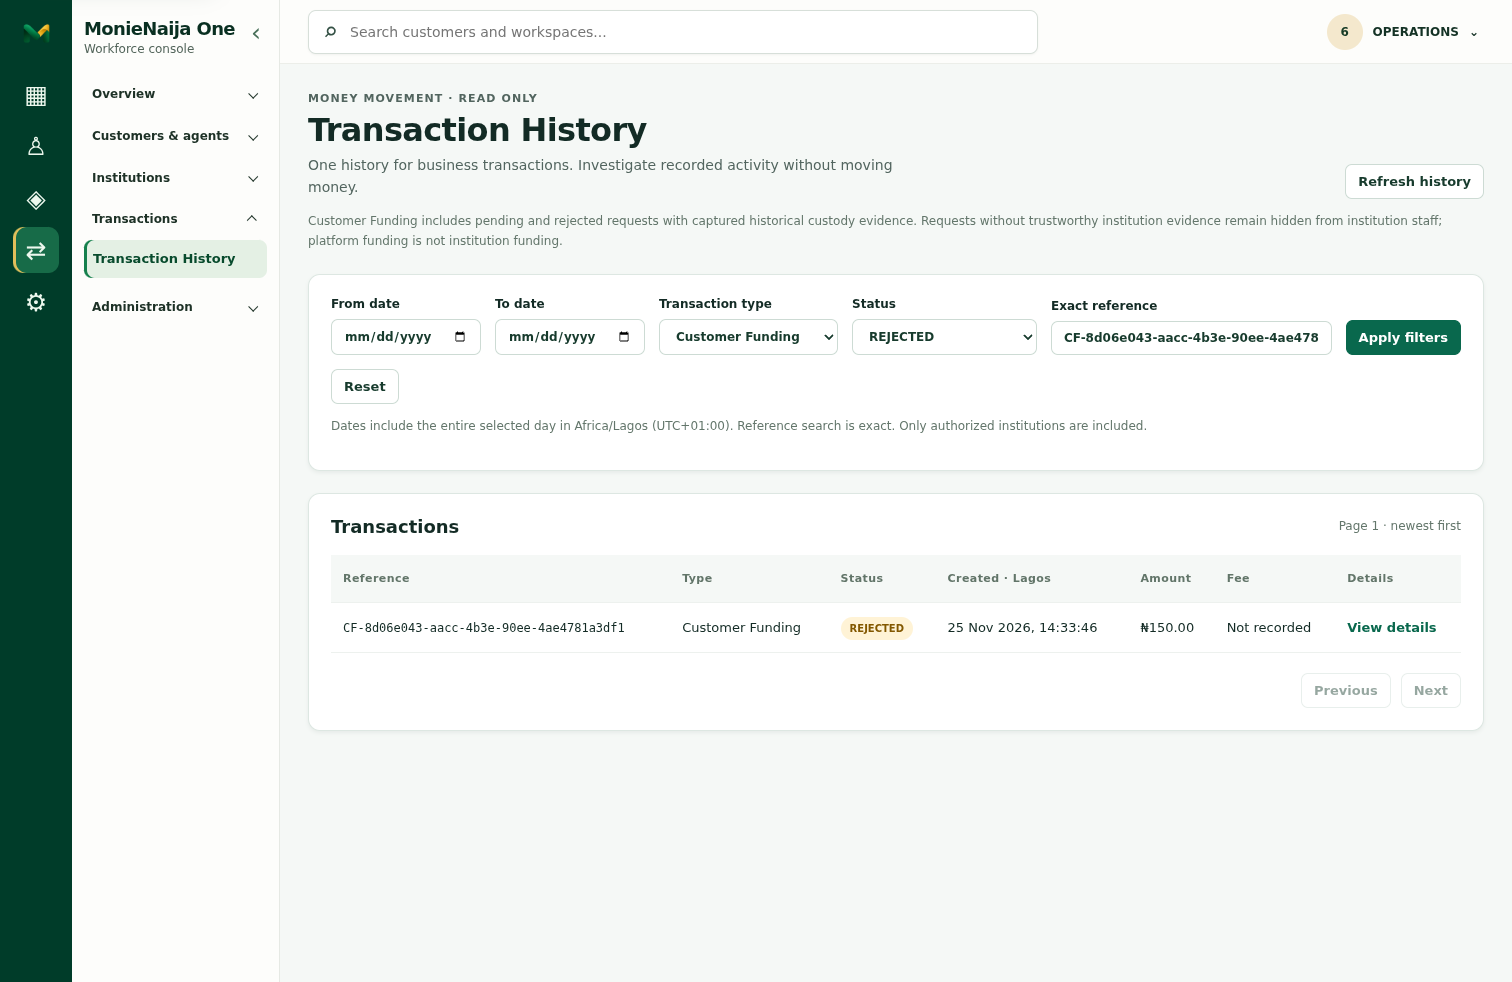 MonieNaija One
Workforce console
Overview
Customers & agents
Institutions
Transactions
Transaction History
Administration
Search customers and workspaces...
6 OPERATIONS
MONEY MOVEMENT · READ ONLY
Transaction History
One history for business transactions. Investigate recorded activity without moving
money.
Refresh history
Customer Funding includes pending and rejected requests with captured historical custody evidence. Requests without trustworthy institution evidence remain hidden from institution staff;
platform funding is not institution funding.
From date To date Transaction type Status Exact reference
mm/dd/yyyy mm/dd/yyyy Customer Funding REJECTED CF-8d06e043-aacc-4b3e-90ee-4ae478 Apply filters
Reset
Dates include the entire selected day in Africa/Lagos (UTC+01:00). Reference search is exact. Only authorized institutions are included.
Transactions Page 1 · newest first
Reference Type Status Created · Lagos Amount Fee Details
CF-8d06e043-aacc-4b3e-90ee-4ae4781a3df1 Customer Funding REJECTED 25 Nov 2026, 14:33:46 ₦150.00 Not recorded View details
Previous Next